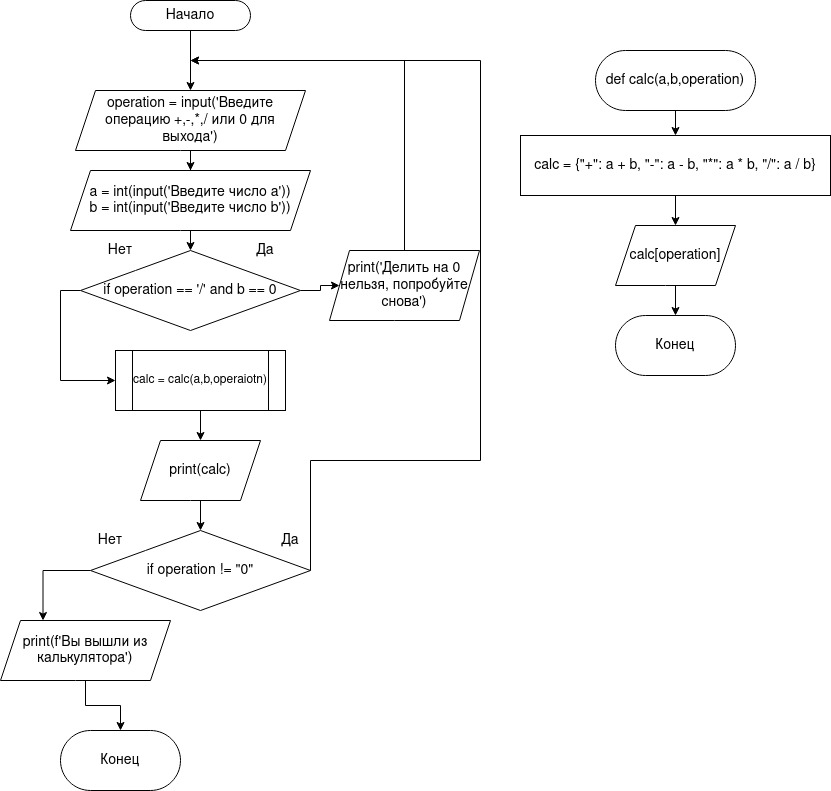 Начало
operation = input('Введите
операцию +,-,*,/ или 0 для
выхода')
a = int(input('Введите число a'))
b = int(input('Введите число b'))
Нет
Да
if operation == '/' and b == 0
print('Делить на 0
нельзя, попробуйте
снова')
calc = calc(a,b,operaiotn)
print(calc)
Нет
Да
if operation != "0"
print(f'Вы вышли из
калькулятора')
Конец
def calc(a,b,operation)
calc = {"+": a + b, "-": a - b, "*": a * b, "/": a / b}
calc[operation]
Конец